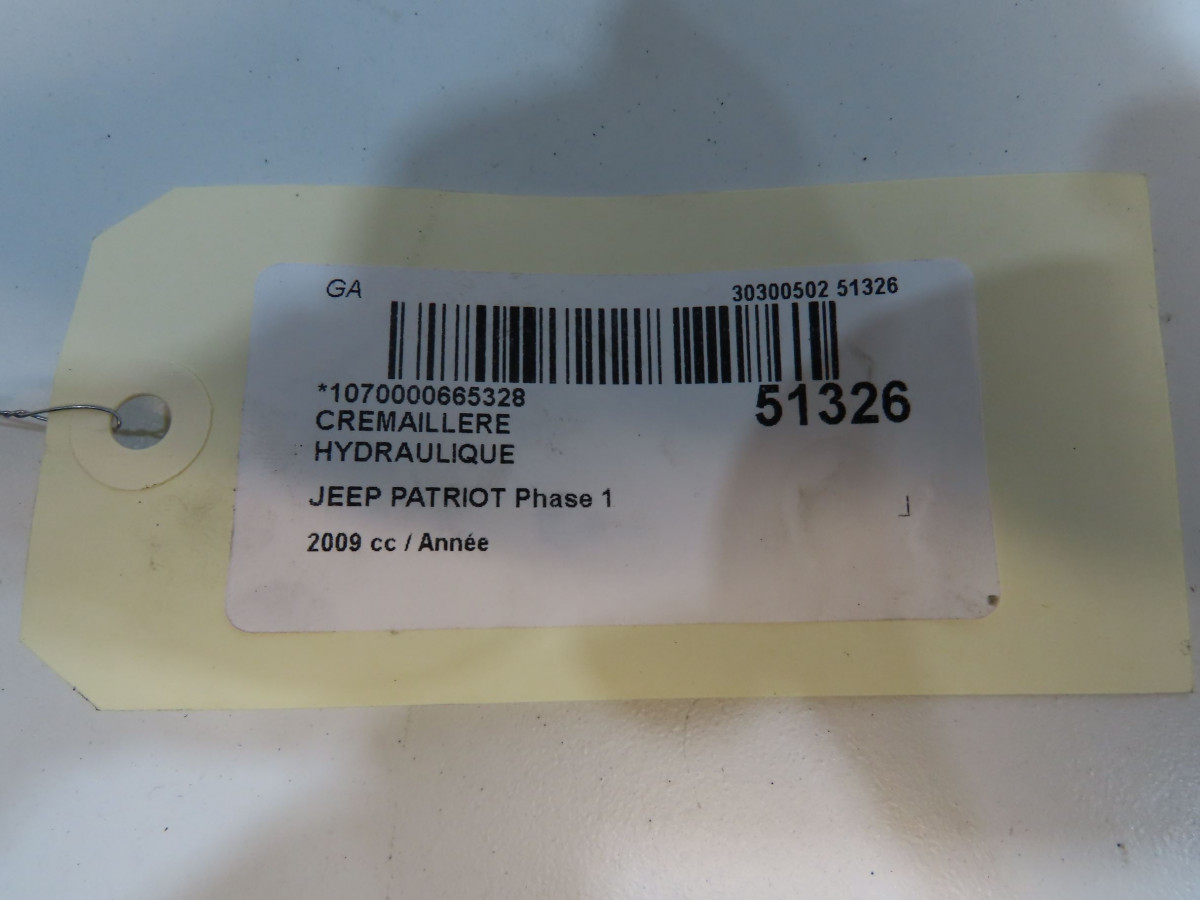 GA
30300502 51326
*1070000665328
51326
CREMAILLERE
HYDRAULIQUE
JEEP PATRIOT Phase 1
2009 cc / Année